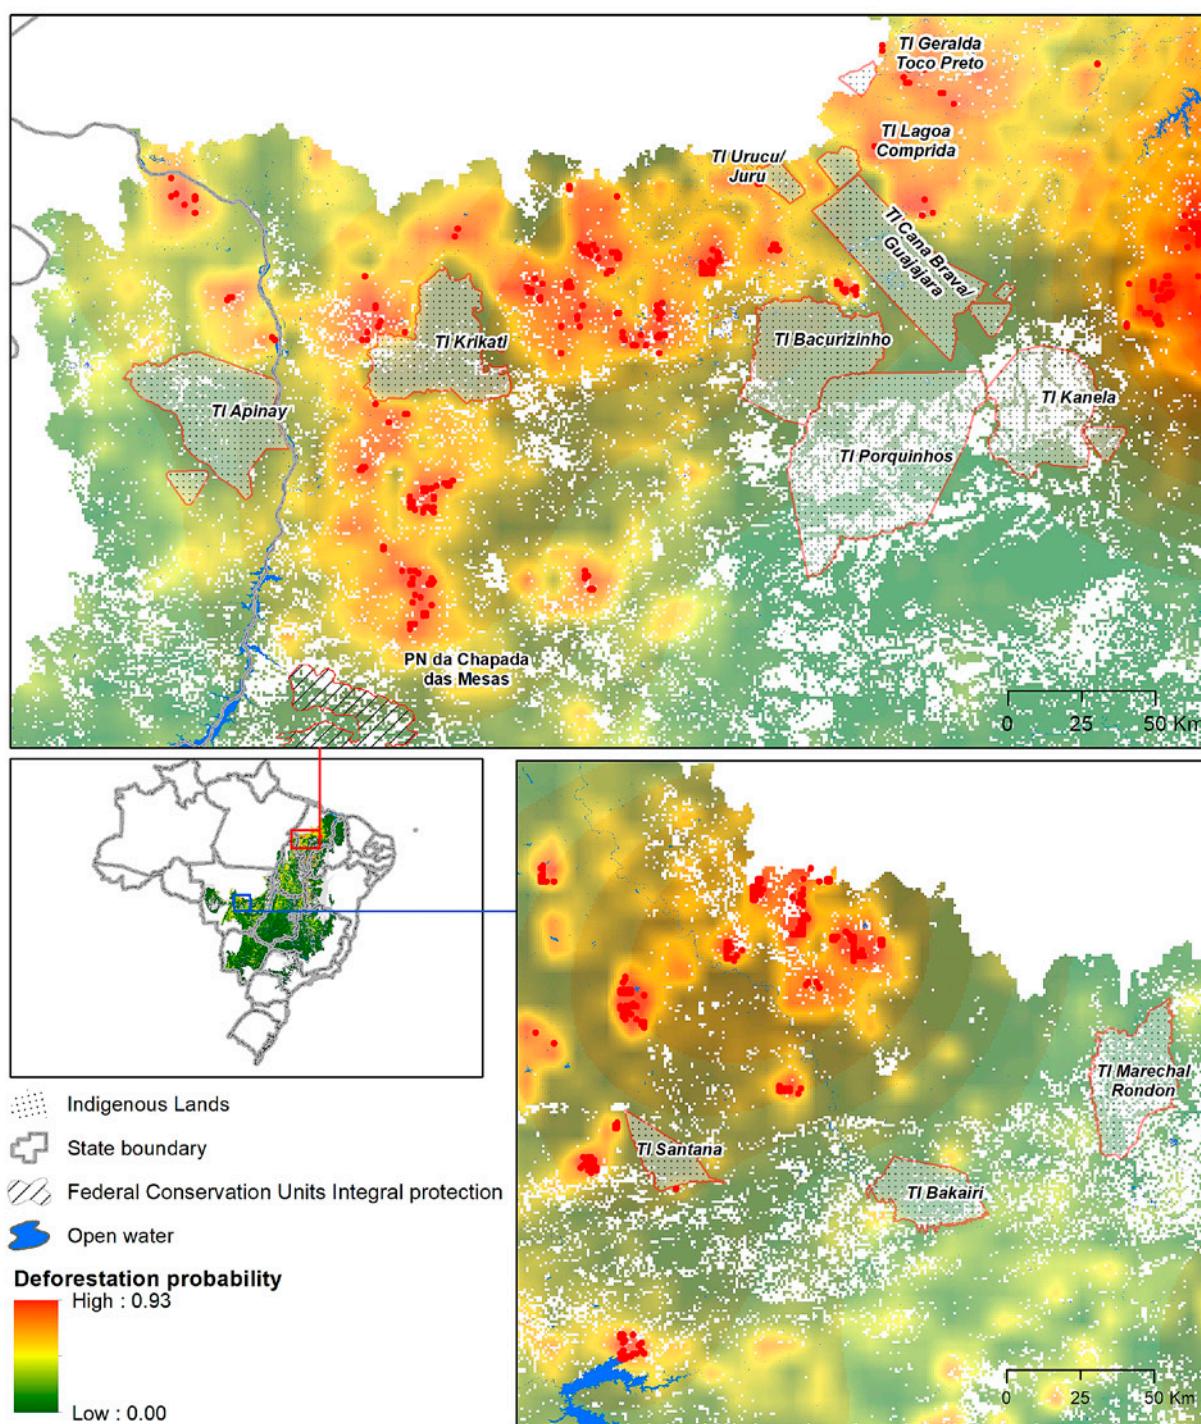 TI Geralda
Toco Preto
TI Lagoa
Comprida
TI Urucu/
Juru
TI Cana Brava/
Guajajara
TI Krikati
TI Bacurizinho
TI Apinay
TI Kanela
TI Porquinhos
PN da Chapada
das Mesas
0 25 50 Km
TI Marechal
Rondon
TI Santana
TI Bakairi
0 25 50 Km
Indigenous Lands
State boundary
Federal Conservation Units Integral protection
Open water
Deforestation probability
High : 0.93
Low : 0.00